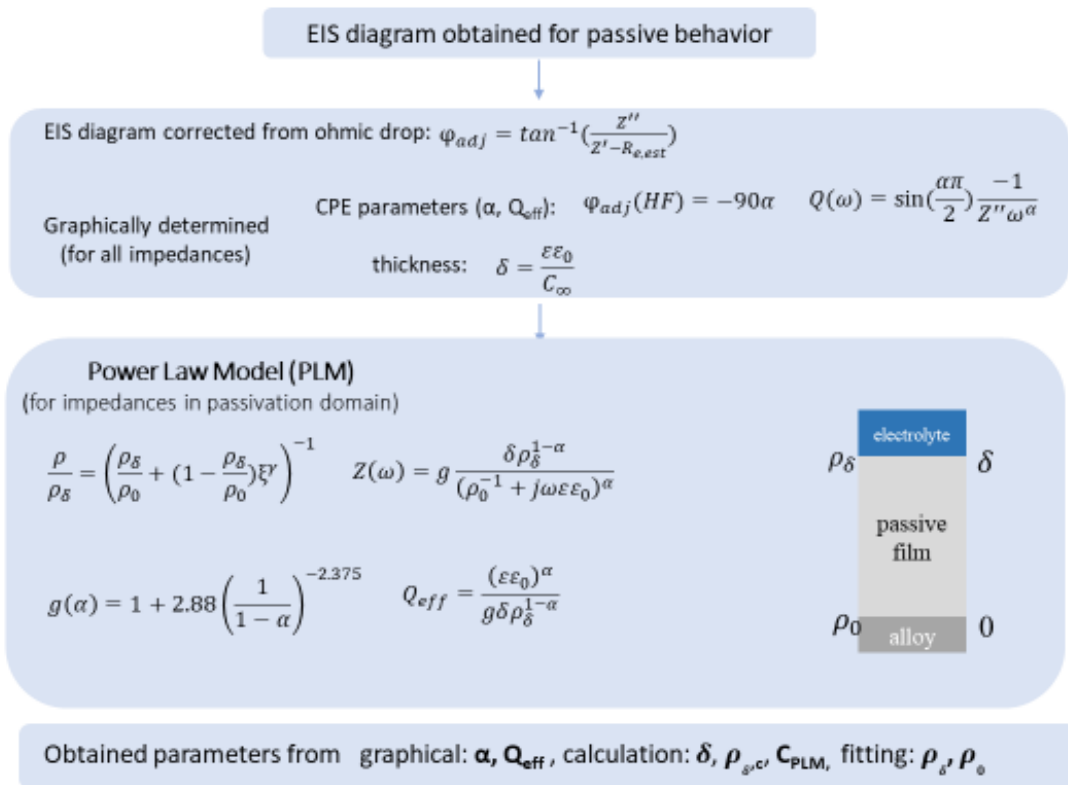 EIS diagram obtained for passive behavior
EIS diagram corrected from ohmic drop: φ_adj = tan⁻¹(Z''/(Z' − R_e,est))
CPE parameters (α, Q_eff): φ_adj(HF) = −90α Q(ω) = sin(απ/2) −1/(Z''ω^α)
Graphically determined
(for all impedances)
thickness: δ = εε₀/C_∞
Power Law Model (PLM)
(for impedances in passivation domain)
ρ/ρ_δ = (ρ_δ/ρ₀ + (1 − ρ_δ/ρ₀)ξ^γ)⁻¹ Z(ω) = g δρ_δ^(1−α)/(ρ₀⁻¹ + jωεε₀)^α
g(α) = 1 + 2.88 (1/(1 − α))^(−2.375) Q_eff = (εε₀)^α/(gδρ_δ^(1−α))
electrolyte
ρ_δ δ
passive
film
ρ₀ alloy 0
Obtained parameters from graphical: α, Q_eff, calculation: δ, ρ_δ,c, C_PLM, fitting: ρ_δ, ρ_0